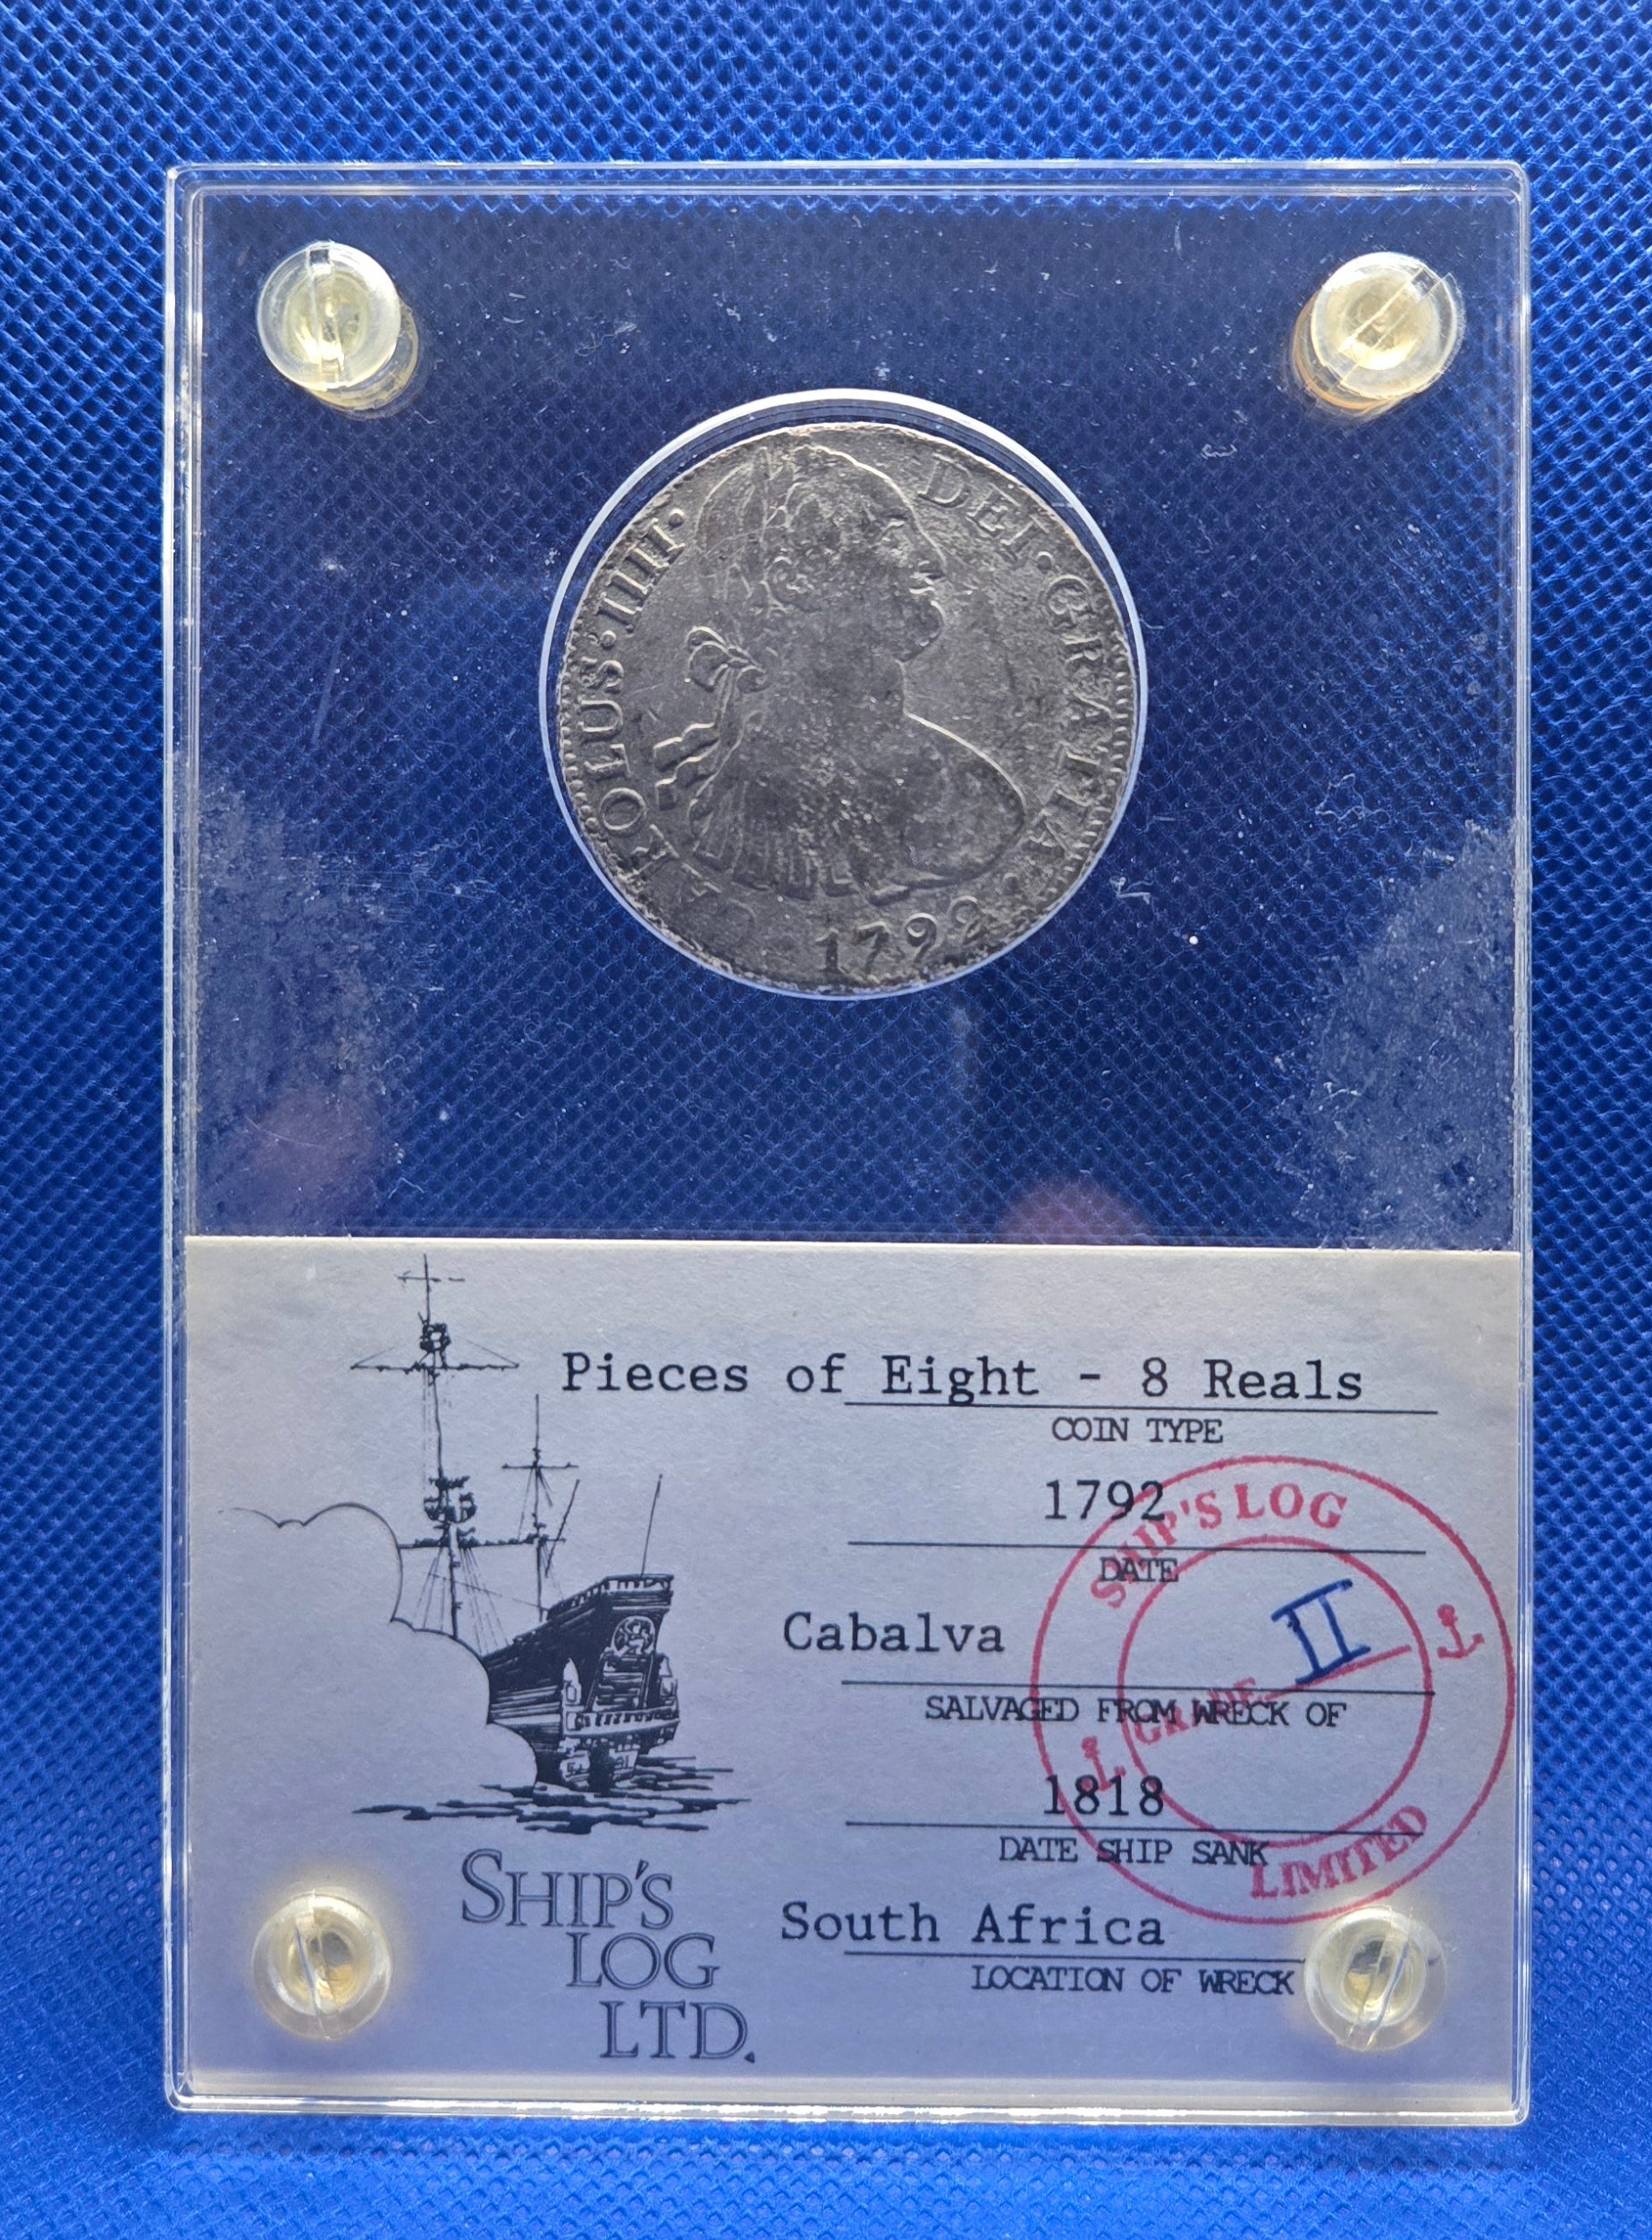 CAROLUS·IIII· DEI·GRATIA·
1792
Pieces of Eight - 8 Reals
COIN TYPE
1792
DATE
Cabalva
SALVAGED FROM WRECK OF
1818
DATE SHIP SANK
South Africa
LOCATION OF WRECK
SHIP'S
LOG
LTD.
SHIP'S LOG
GRADE II
LIMITED